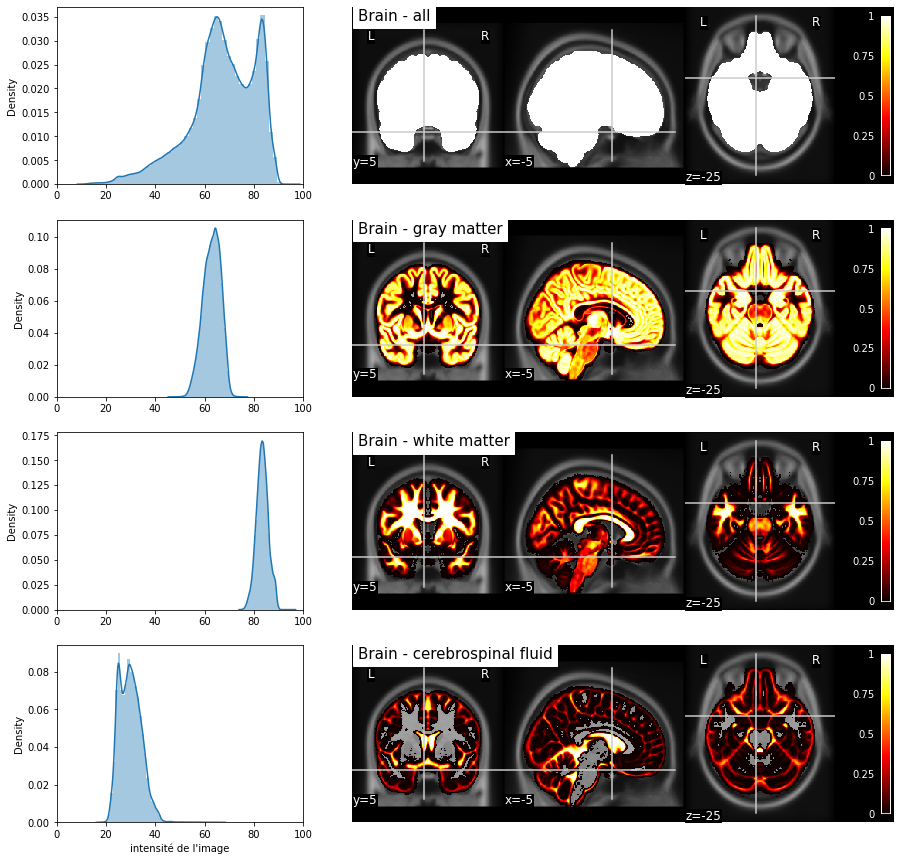 Density
0.035
0.030
0.025
0.020
0.015
0.010
0.005
0.000
0 20 40 60 80 100
Brain - all
L R
L R
y=5 x=-5 z=-25
1
0.75
0.5
0.25
0
Density
0.10
0.08
0.06
0.04
0.02
0.00
0 20 40 60 80 100
Brain - gray matter
L R
L R
y=5 x=-5 z=-25
1
0.75
0.5
0.25
0
Density
0.175
0.150
0.125
0.100
0.075
0.050
0.025
0.000
0 20 40 60 80 100
Brain - white matter
L R
L R
y=5 x=-5 z=-25
1
0.75
0.5
0.25
0
Density
0.08
0.06
0.04
0.02
0.00
0 20 40 60 80 100
intensité de l'image
Brain - cerebrospinal fluid
L R
L R
y=5 x=-5 z=-25
1
0.75
0.5
0.25
0